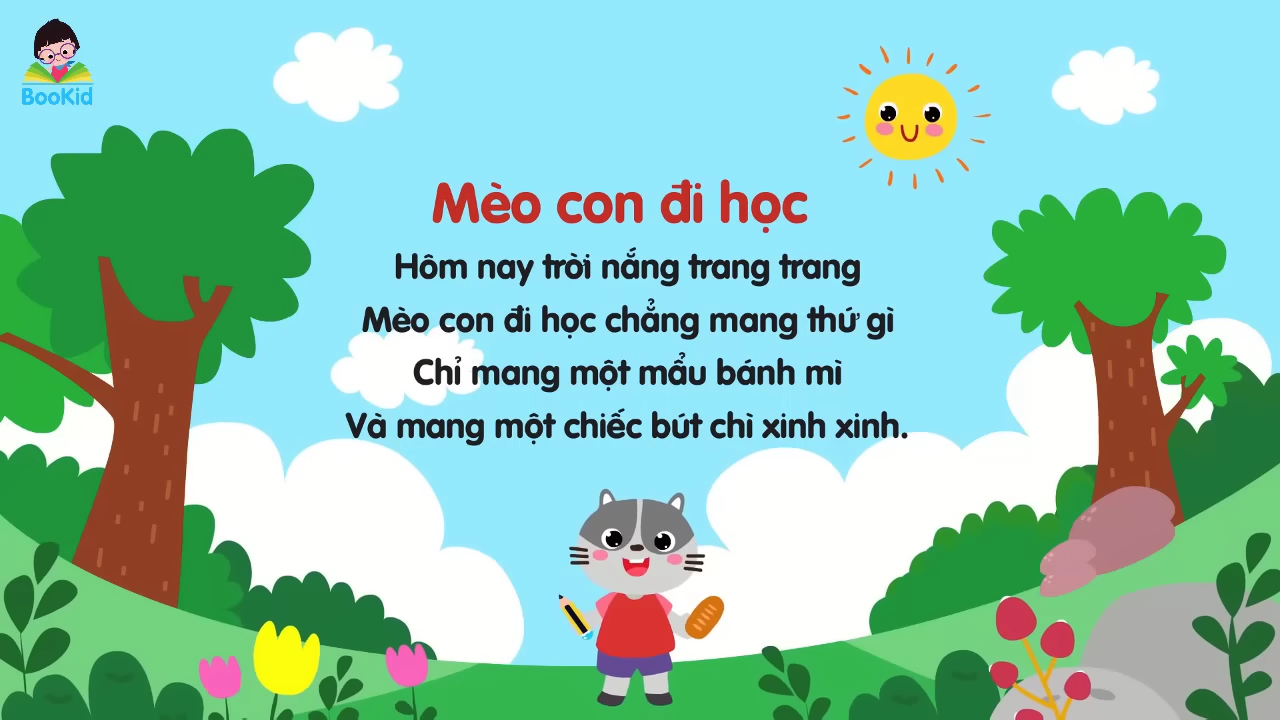 BooKid
Mèo con đi học
Hôm nay trời nắng trang trang
Mèo con đi học chẳng mang thứ gì
Chỉ mang một mẩu bánh mì
Và mang một chiếc bút chì xinh xinh.